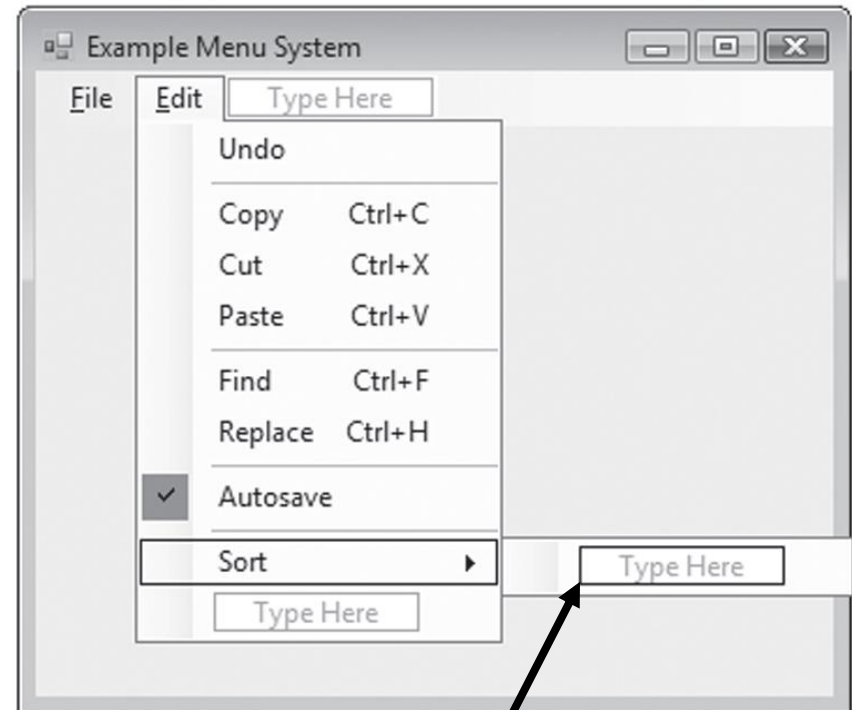 Example Menu System
File Edit Type Here
Undo
Copy Ctrl+C
Cut Ctrl+X
Paste Ctrl+V
Find Ctrl+F
Replace Ctrl+H
Autosave
Sort Type Here
Type Here